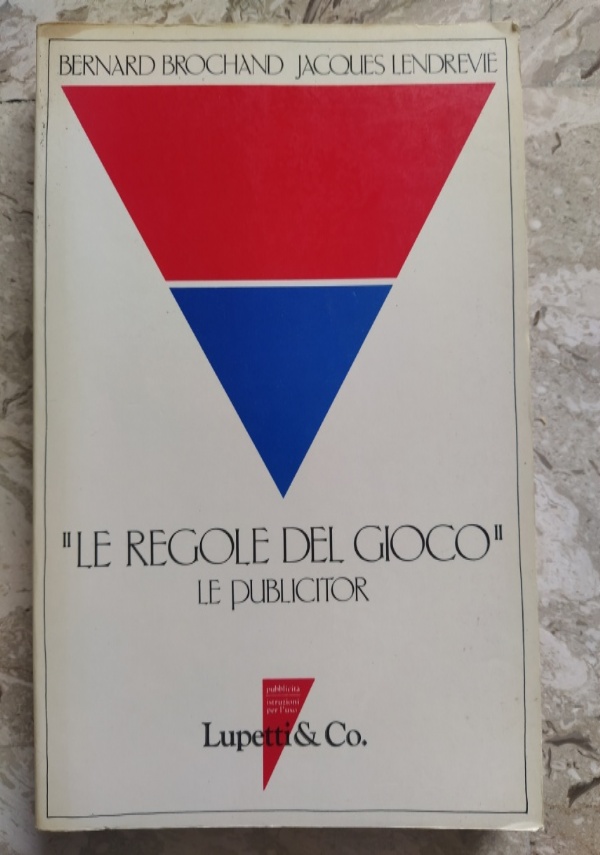 BERNARD BROCHAND JACQUES LENDREVIE
"LE REGOLE DEL GIOCO"
LE PUBLICITOR
pubblicità
istruzioni
per l'uso
Lupetti & Co.